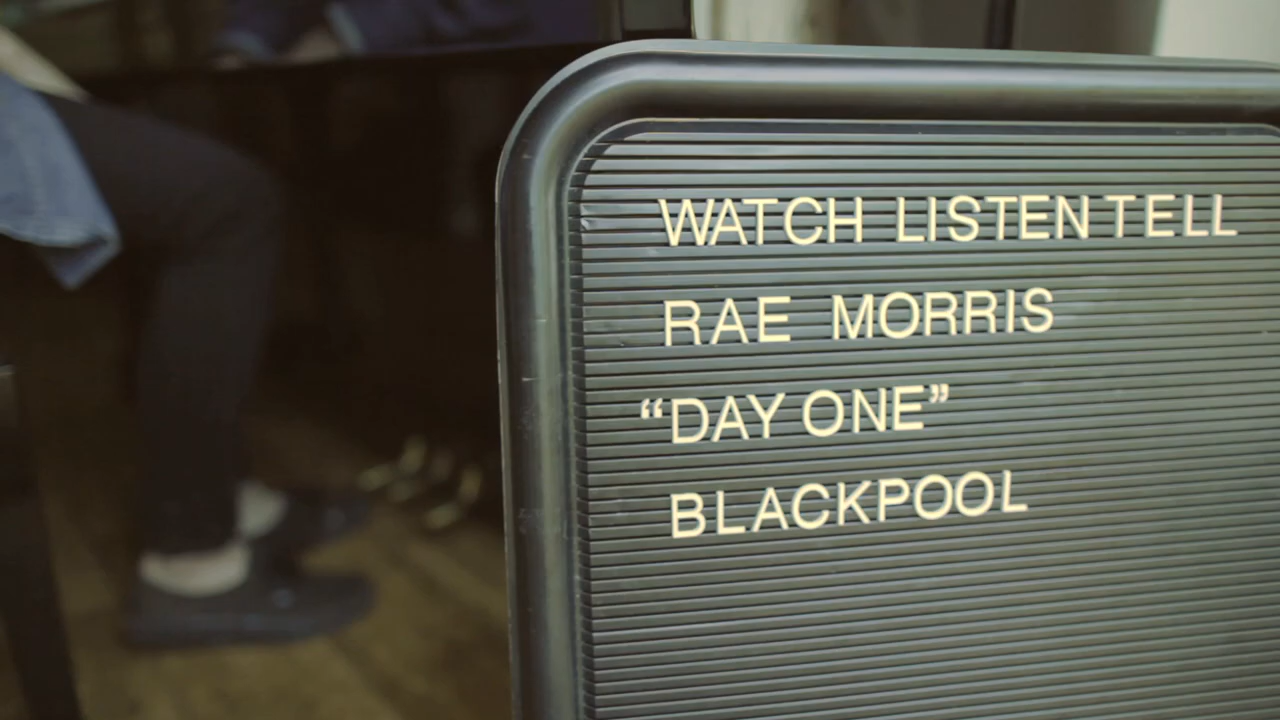 WATCH LISTEN TELL
RAE MORRIS
“DAY ONE”
BLACKPOOL